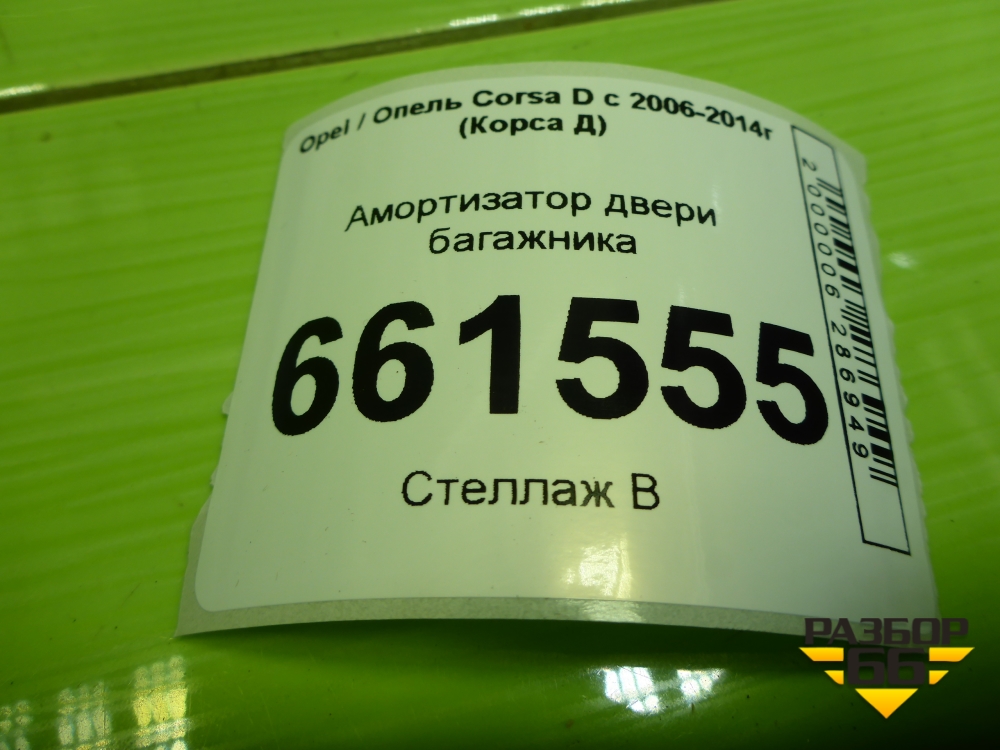 Opel / Опель Corsa D с 2006-2014г
(Корса Д)
Амортизатор двери
багажника
661555
Стеллаж В
2000006286949
РАЗБОР
66